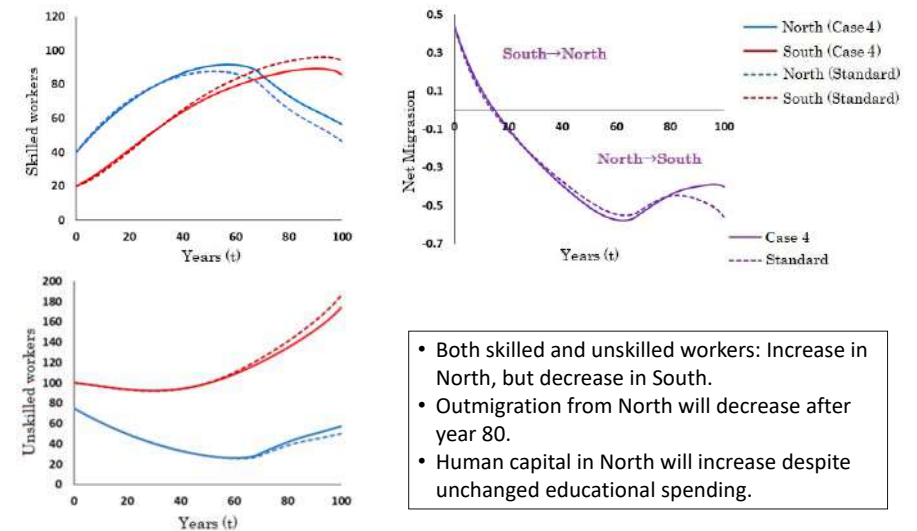 120
100
80
60
40
20
0
Skilled workers
0 20 40 60 80 100
Years (t)
0.5
0.3
0.1
-0.1
-0.3
-0.5
-0.7
Net Migrasion
South→North
North→South
0 20 40 60 80 100
Years (t)
North (Case 4)
South (Case 4)
North (Standard)
South (Standard)
Case 4
Standard
200
180
160
140
120
100
80
60
40
20
0
Unskilled workers
0 20 40 60 80 100
Years (t)
• Both skilled and unskilled workers: Increase in
North, but decrease in South.
• Outmigration from North will decrease after
year 80.
• Human capital in North will increase despite
unchanged educational spending.